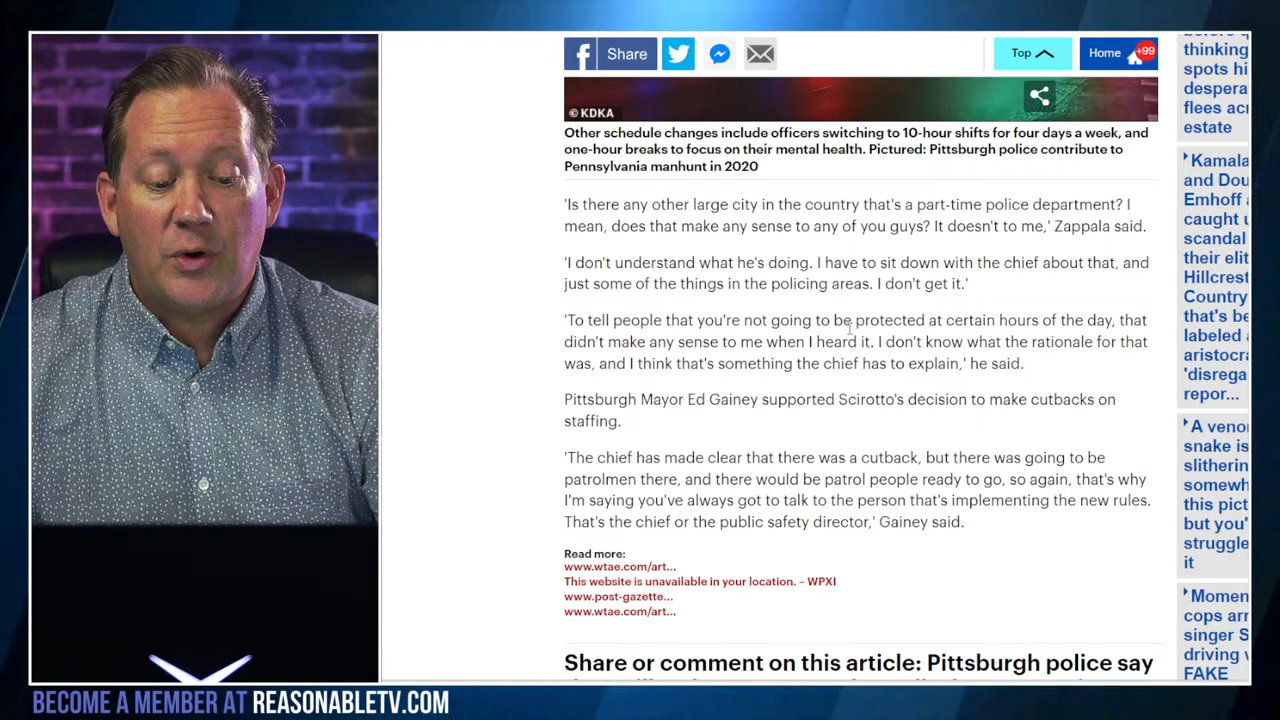 Share
Top
Home
+99
© KDKA
Other schedule changes include officers switching to 10-hour shifts for four days a week, and
one-hour breaks to focus on their mental health. Pictured: Pittsburgh police contribute to
Pennsylvania manhunt in 2020
'Is there any other large city in the country that's a part-time police department? I
mean, does that make any sense to any of you guys? It doesn't to me,' Zappala said.
'I don't understand what he's doing. I have to sit down with the chief about that, and
just some of the things in the policing areas. I don't get it.'
'To tell people that you're not going to be protected at certain hours of the day, that
didn't make any sense to me when I heard it. I don't know what the rationale for that
was, and I think that's something the chief has to explain,' he said.
Pittsburgh Mayor Ed Gainey supported Scirotto's decision to make cutbacks on
staffing.
'The chief has made clear that there was a cutback, but there was going to be
patrolmen there, and there would be patrol people ready to go, so again, that's why
I'm saying you've always got to talk to the person that's implementing the new rules.
That's the chief or the public safety director,' Gainey said.
Read more:
www.wtae.com/art...
This website is unavailable in your location. – WPXI
www.post-gazette...
www.wtae.com/art...
Share or comment on this article: Pittsburgh police say
thinking
spots hi
despera
flees acr
estate
Kamala
and Dou
Emhoff a
caught u
scandal
their elit
Hillcrest
Country
that's be
labeled a
aristocra
'disrega
repor...
A veno
snake is
slitherin
somewh
this pict
but you'
struggle
it
Momen
cops arr
singer S
driving v
FAKE
BECOME A MEMBER AT REASONABLETV.COM